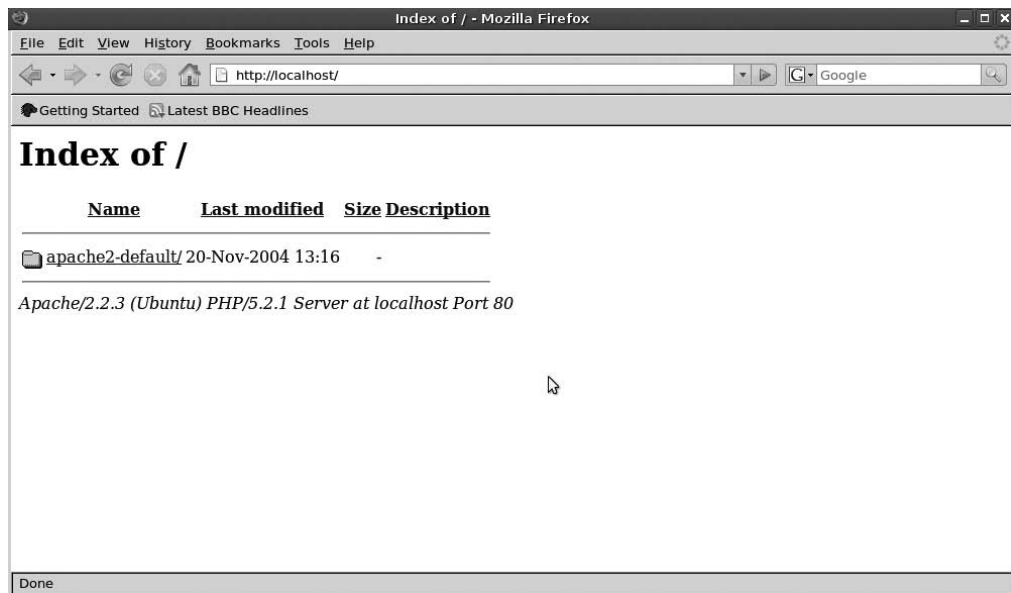 Index of / - Mozilla Firefox
File Edit View History Bookmarks Tools Help
http://localhost/ G Google
Getting Started Latest BBC Headlines
Index of /
Name Last modified Size Description
apache2-default/ 20-Nov-2004 13:16 -
Apache/2.2.3 (Ubuntu) PHP/5.2.1 Server at localhost Port 80
Done